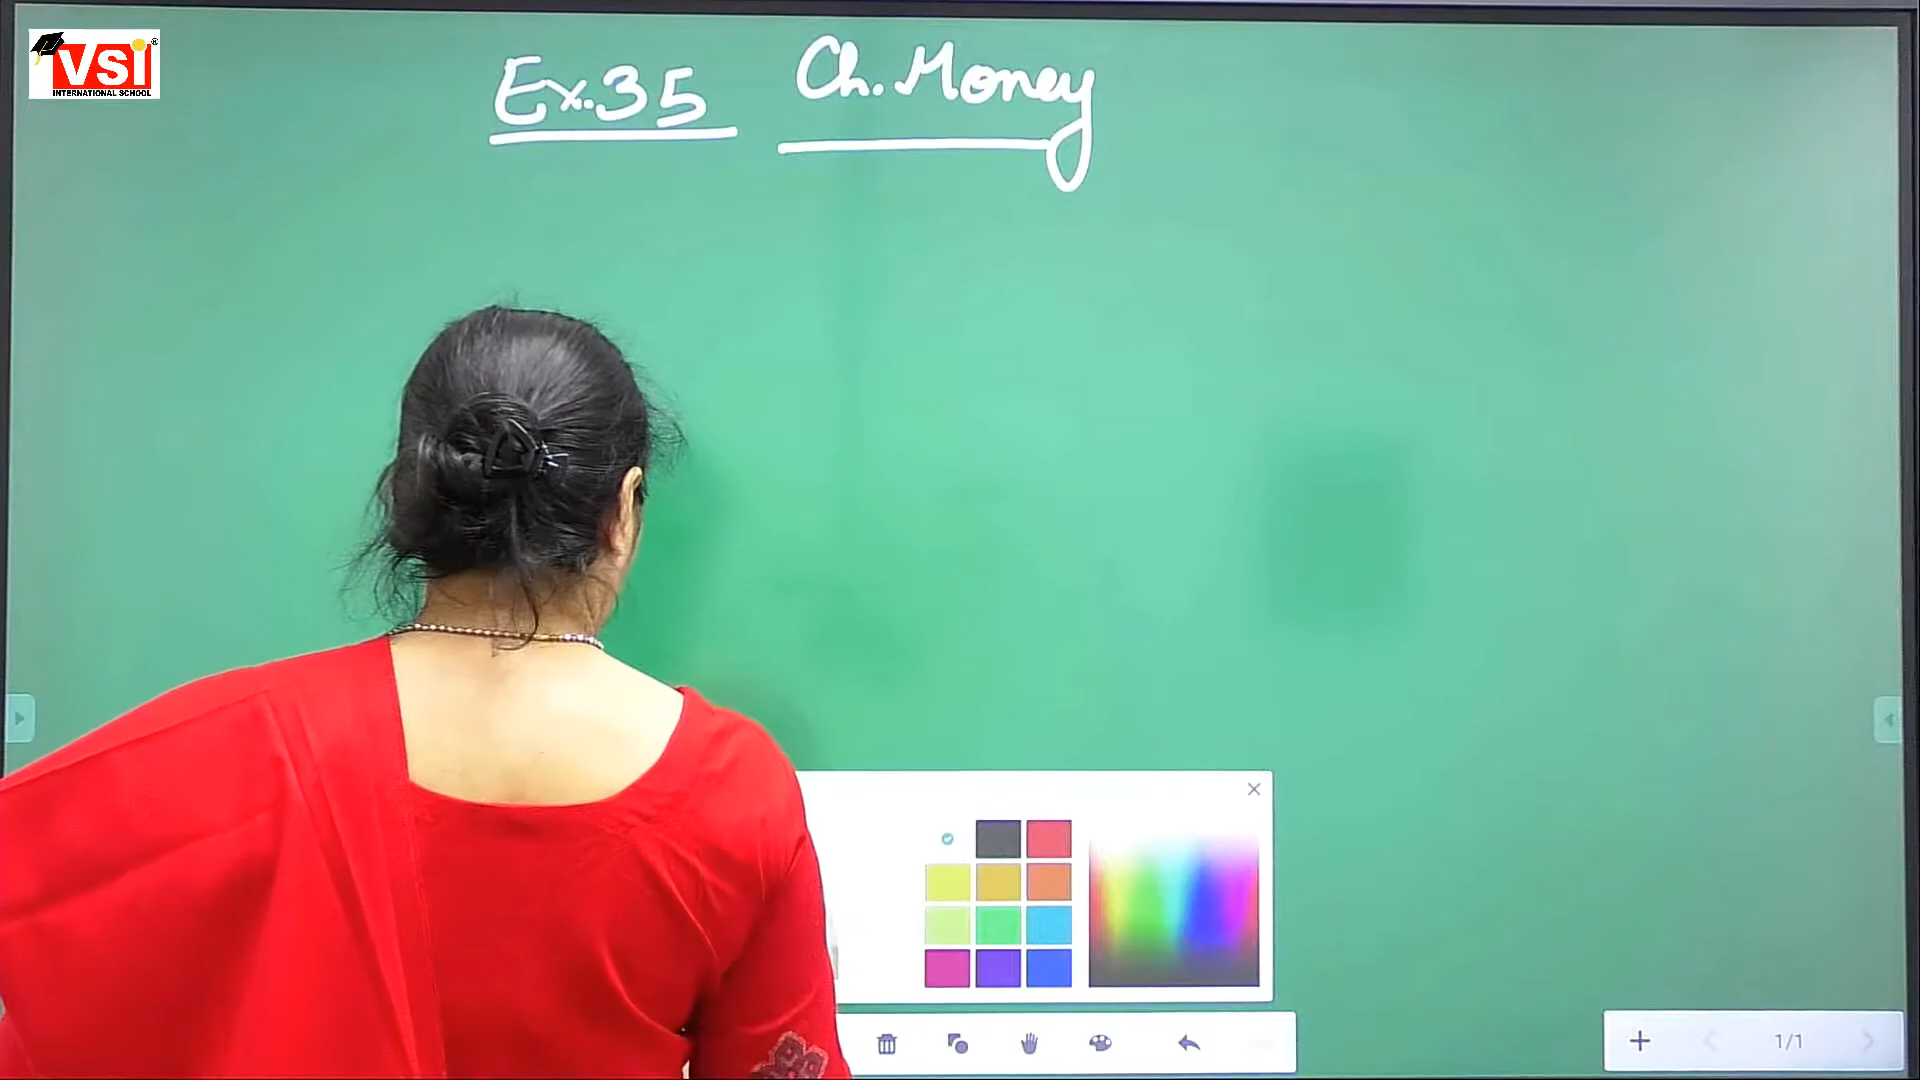 VSI
INTERNATIONAL SCHOOL
Ex.35 Ch. Money
1/1